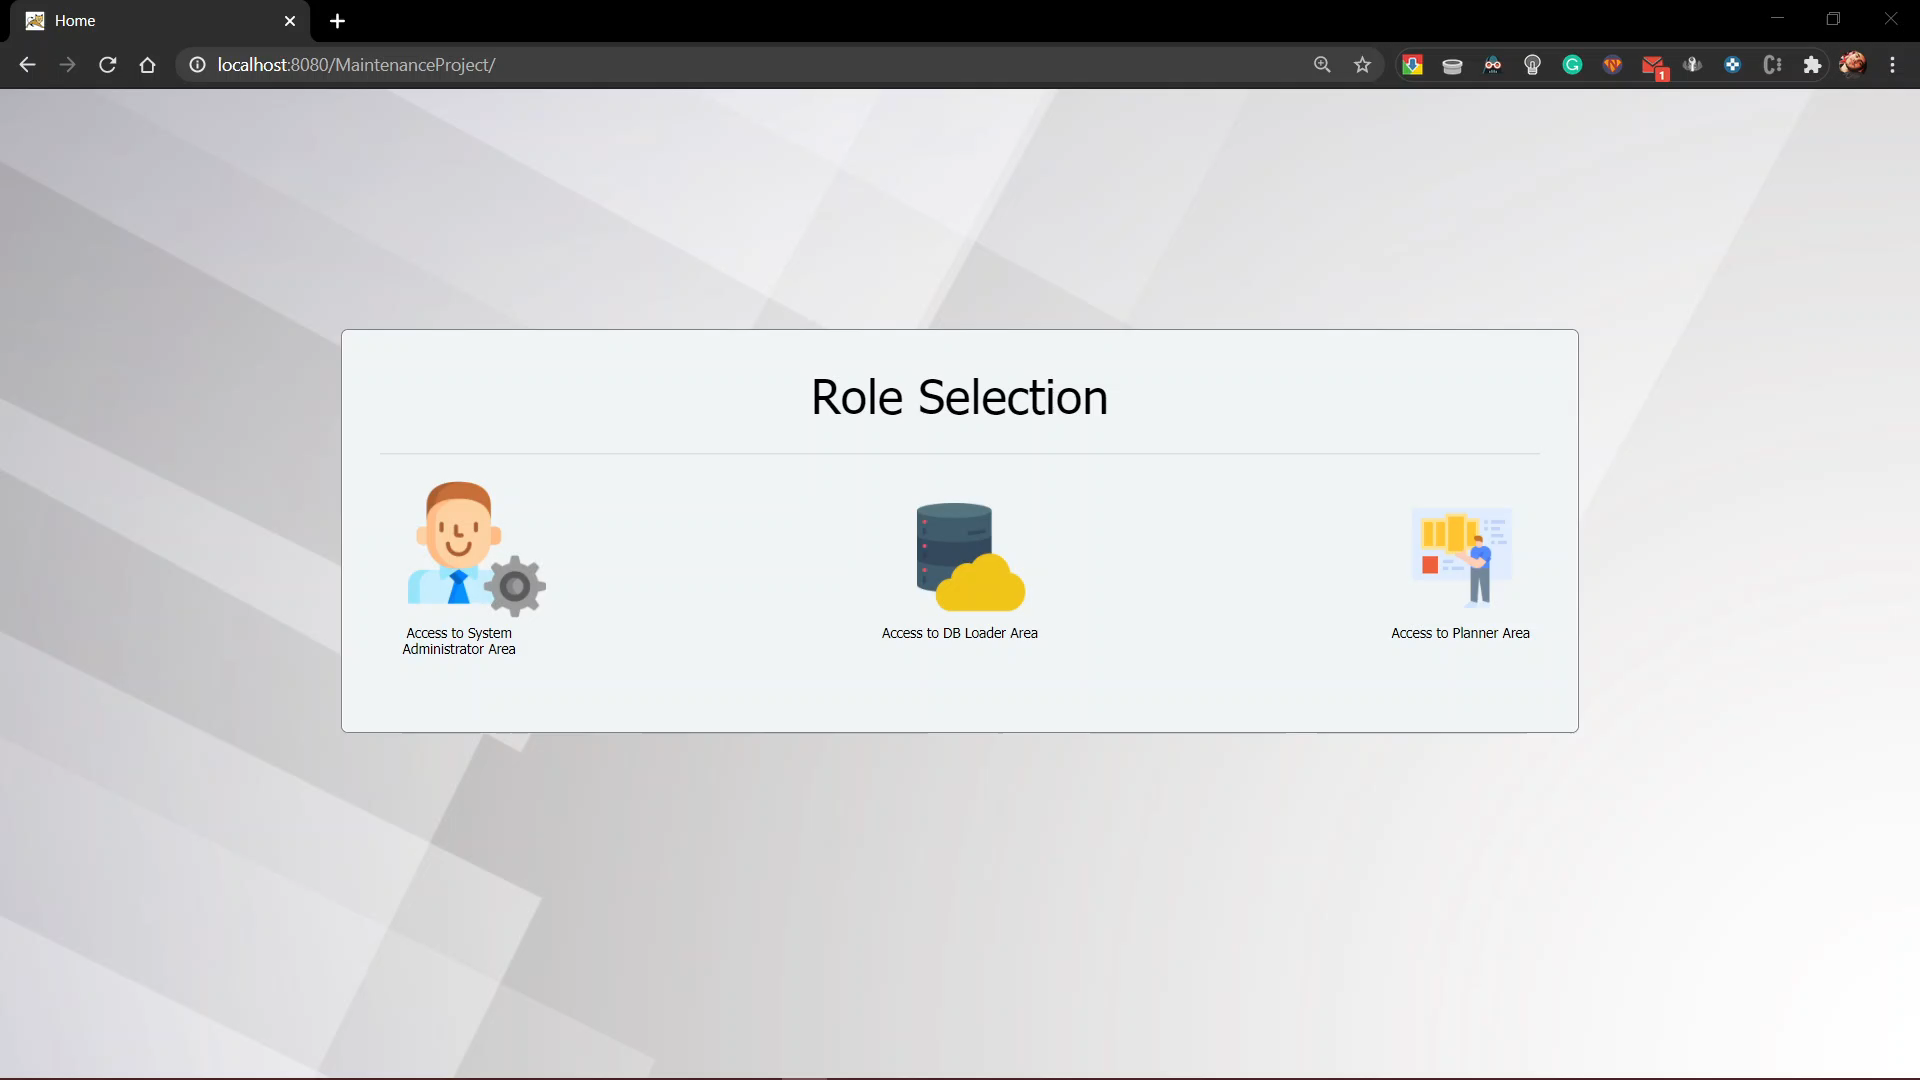 Home
localhost:8080/MaintenanceProject/
1
Role Selection
Access to System
Administrator Area
Access to DB Loader Area
Access to Planner Area